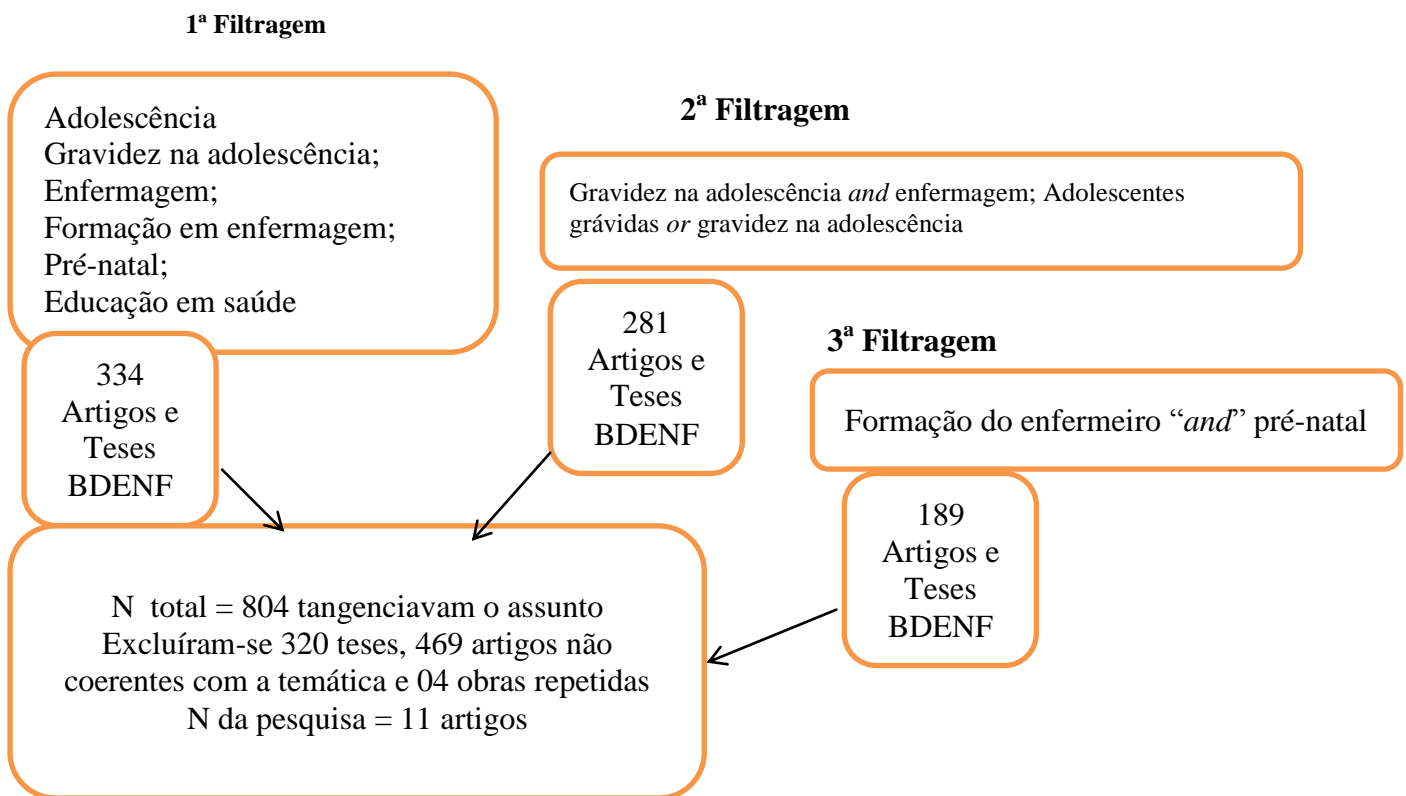 1ª Filtragem
Adolescência
Gravidez na adolescência;
Enfermagem;
Formação em enfermagem;
Pré-natal;
Educação em saúde
334
Artigos e
Teses
BDENF
2ª Filtragem
Gravidez na adolescência and enfermagem; Adolescentes
grávidas or gravidez na adolescência
281
Artigos e
Teses
BDENF
3ª Filtragem
Formação do enfermeiro “and” pré-natal
189
Artigos e
Teses
BDENF
N total = 804 tangenciavam o assunto
Excluíram-se 320 teses, 469 artigos não
coerentes com a temática e 04 obras repetidas
N da pesquisa = 11 artigos